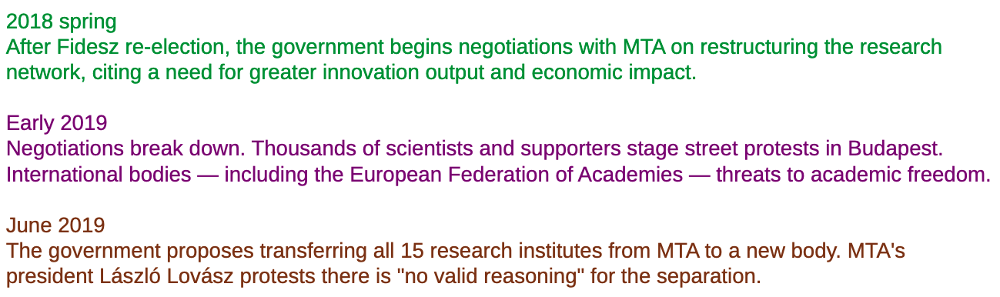 2018 spring
After Fidesz re-election, the government begins negotiations with MTA on restructuring the research
network, citing a need for greater innovation output and economic impact.
Early 2019
Negotiations break down. Thousands of scientists and supporters stage street protests in Budapest.
International bodies — including the European Federation of Academies — threats to academic freedom.
June 2019
The government proposes transferring all 15 research institutes from MTA to a new body. MTA's
president László Lovász protests there is "no valid reasoning" for the separation.